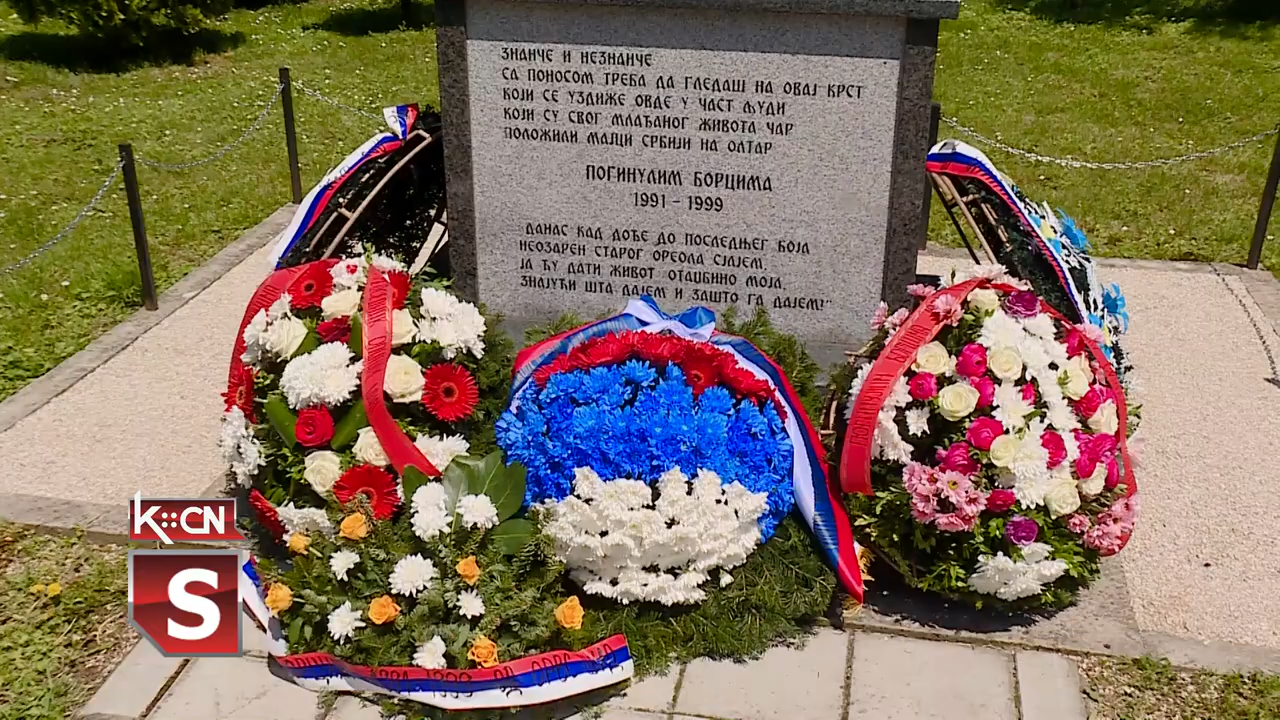 ЗНАНЧЕ И НЕЗНАНЧЕ
СА ПОНОСОМ ТРЕБА ДА ГЛЕДАШ НА ОВАЈ КРСТ
КОЈИ СЕ УЗДИЖЕ ОВДЕ У ЧАСТ ЉУДИ
КОЈИ СУ СВОГ МЛАЂАНОГ ЖИВОТА ЧАР
ПОЛОЖИЛИ МАЈЦИ СРБИЈИ НА ОЛТАР
ПОГИНУЛИМ БОРЦИМА
1991 - 1999
"ДАНАС КАД ДОЂЕ ДО ПОСЛЕДЊЕГ БОЈА
НЕОЗАРЕН СТАРОГ ОРЕОЛА СЈАЈЕМ,
ЈА ЋУ ДАТИ ЖИВОТ, ОТАЏБИНО МОЈА,
ЗНАЈУЋИ ШТА ДАЈЕМ И ЗАШТО ГА ДАЈЕМ!"
K::CN
S